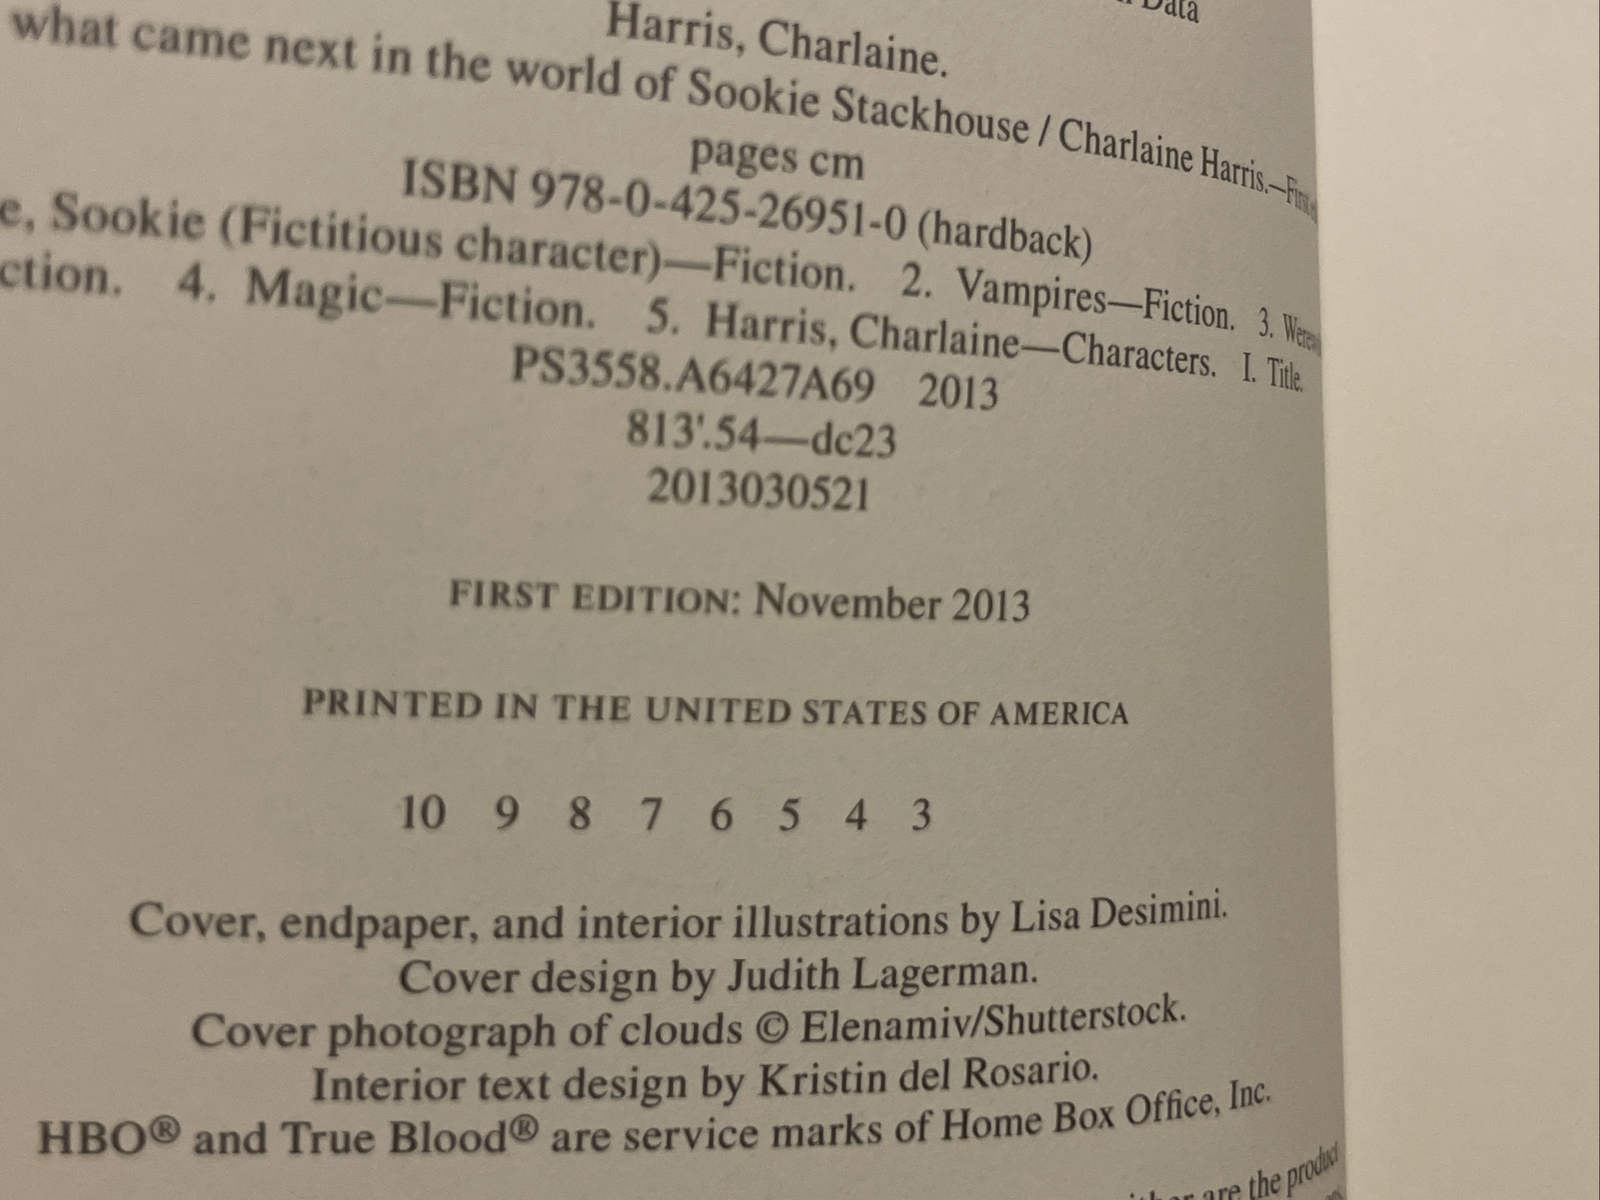 Data
Harris, Charlaine.
what came next in the world of Sookie Stackhouse / Charlaine Harris.—First
pages cm
ISBN 978-0-425-26951-0 (hardback)
e, Sookie (Fictitious character)—Fiction. 2. Vampires—Fiction. 3.
ction. 4. Magic—Fiction. 5. Harris, Charlaine—Characters. I. Title.
PS3558.A6427A69 2013
813'.54—dc23
2013030521
FIRST EDITION: November 2013
PRINTED IN THE UNITED STATES OF AMERICA
10 9 8 7 6 5 4 3
Cover, endpaper, and interior illustrations by Lisa Desimini.
Cover design by Judith Lagerman.
Cover photograph of clouds © Elenamiv/Shutterstock.
Interior text design by Kristin del Rosario.
HBO® and True Blood® are service marks of Home Box Office, Inc.
are the product